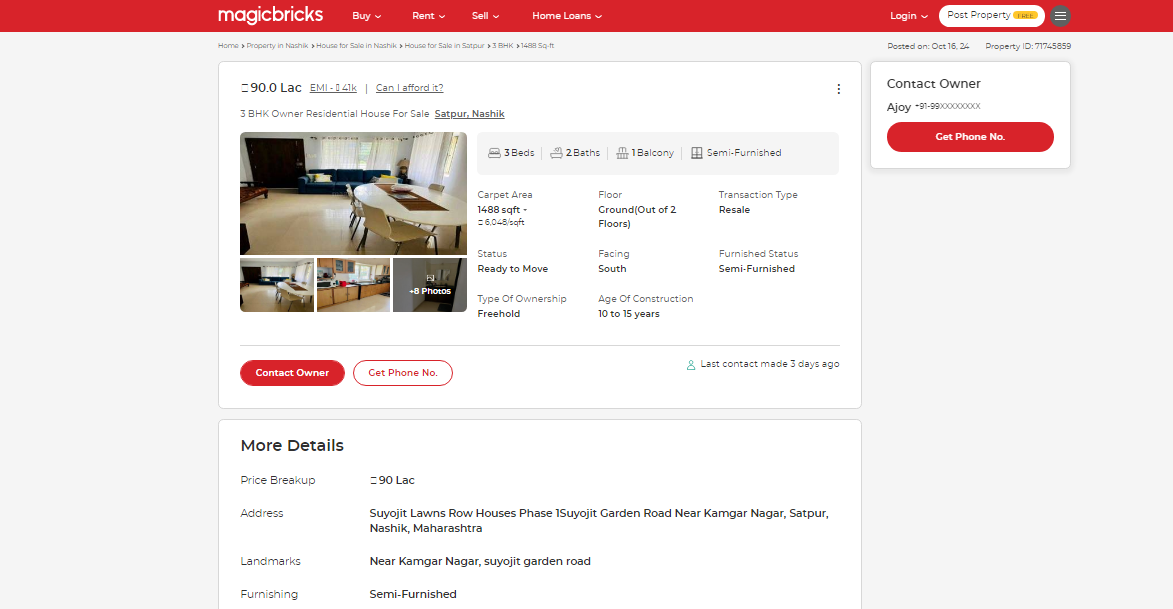 magicbricks
Buy
Rent
Sell
Home Loans
Login
Post Property FREE
Home > Property in Nashik > House for Sale in Nashik > House for Sale in Satpur > 3 BHK > 1488 Sq-ft
Posted on: Oct 16, 24 Property ID: 71745859
90.0 Lac EMI - 41k | Can I afford it?
3 BHK Owner Residential House For Sale Satpur, Nashik
3 Beds
2 Baths
1 Balcony
Semi-Furnished
Carpet Area
1488 sqft -
6,048/sqft
Floor
Ground(Out of 2
Floors)
Transaction Type
Resale
Status
Ready to Move
Facing
South
Furnished Status
Semi-Furnished
Type Of Ownership
Freehold
Age Of Construction
10 to 15 years
+8 Photos
Contact Owner
Get Phone No.
Last contact made 3 days ago
Contact Owner
Ajoy +91-99XXXXXXXX
Get Phone No.
More Details
Price Breakup 90 Lac
Address Suyojit Lawns Row Houses Phase 1Suyojit Garden Road Near Kamgar Nagar, Satpur,
Nashik, Maharashtra
Landmarks Near Kamgar Nagar, suyojit garden road
Furnishing Semi-Furnished